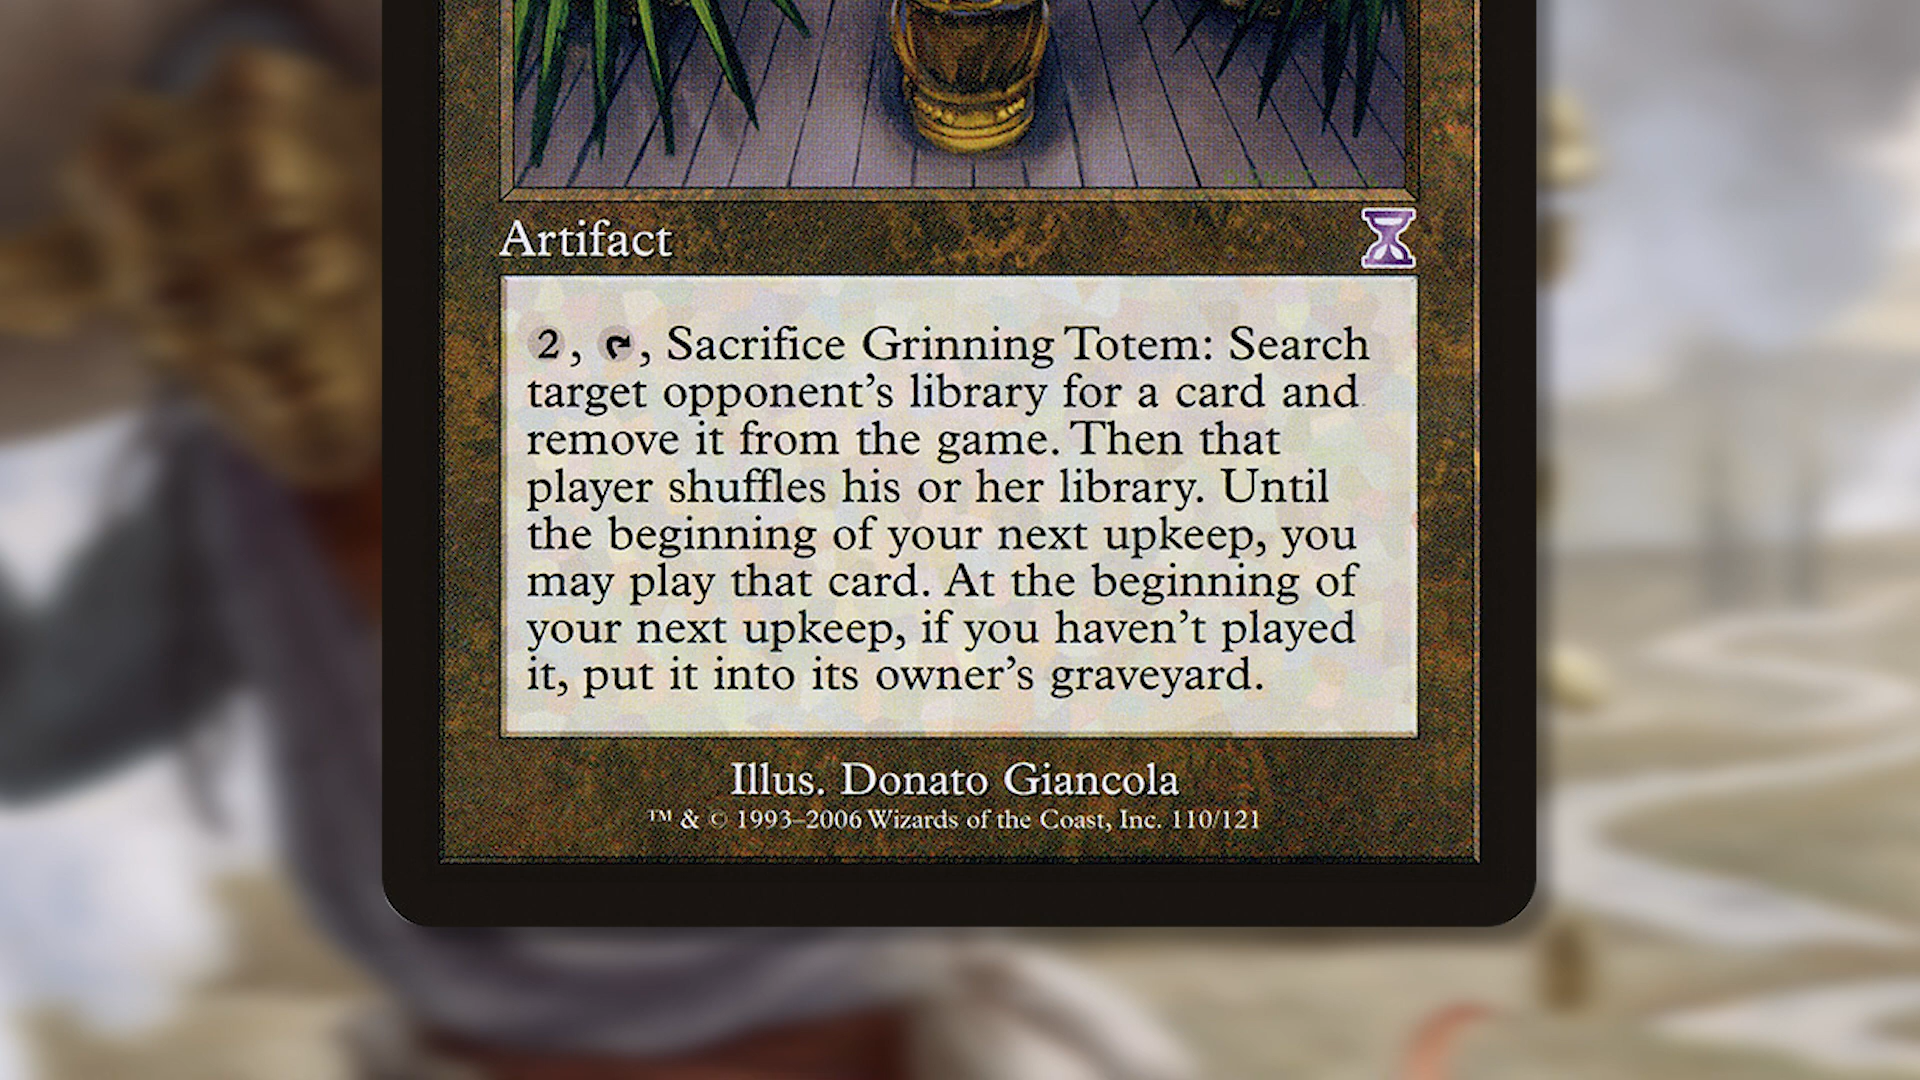 Artifact
2, , Sacrifice Grinning Totem: Search
target opponent's library for a card and
remove it from the game. Then that
player shuffles his or her library. Until
the beginning of your next upkeep, you
may play that card. At the beginning of
your next upkeep, if you haven't played
it, put it into its owner's graveyard.
Illus. Donato Giancola
™ & © 1993–2006 Wizards of the Coast, Inc. 110/121